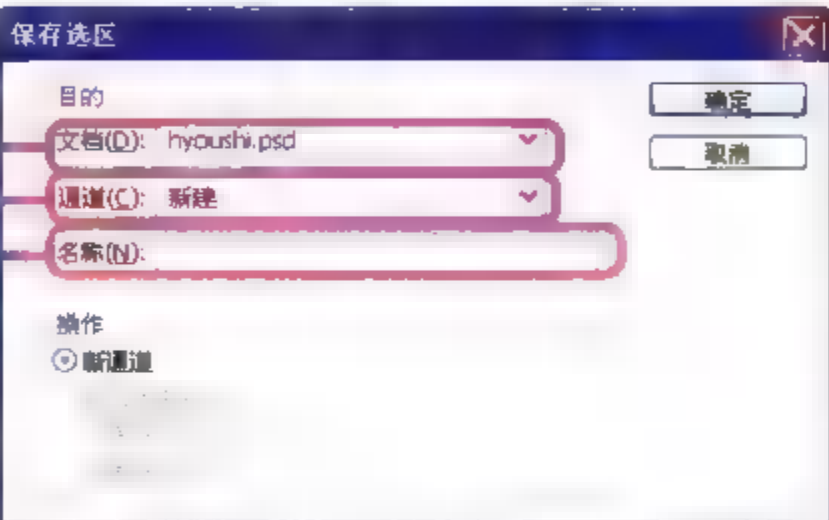 保存选区
目的
确定
文档(D): hyoushi.psd
取消
通道(C): 新建
名称(N):
操作
新通道